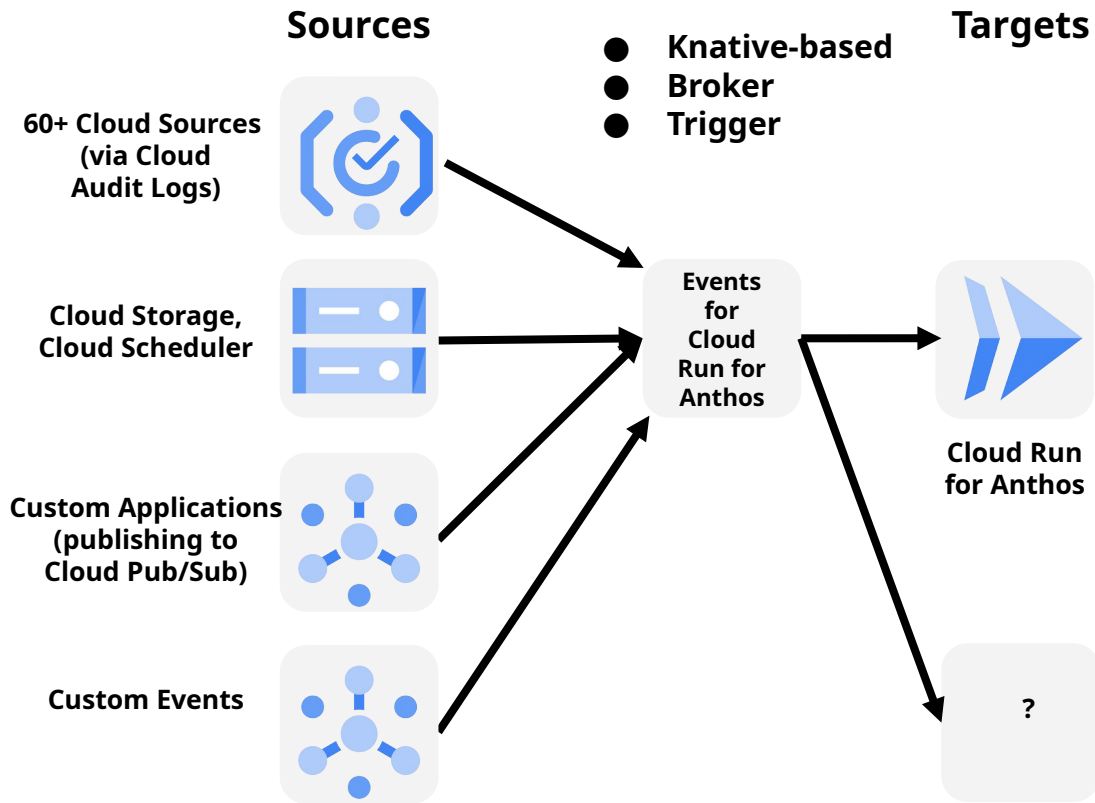 Sources
Targets
● Knative-based
● Broker
● Trigger
60+ Cloud Sources
(via Cloud
Audit Logs)
Cloud Storage,
Cloud Scheduler
Custom Applications
(publishing to
Cloud Pub/Sub)
Custom Events
Events
for
Cloud
Run for
Anthos
Cloud Run
for Anthos
?